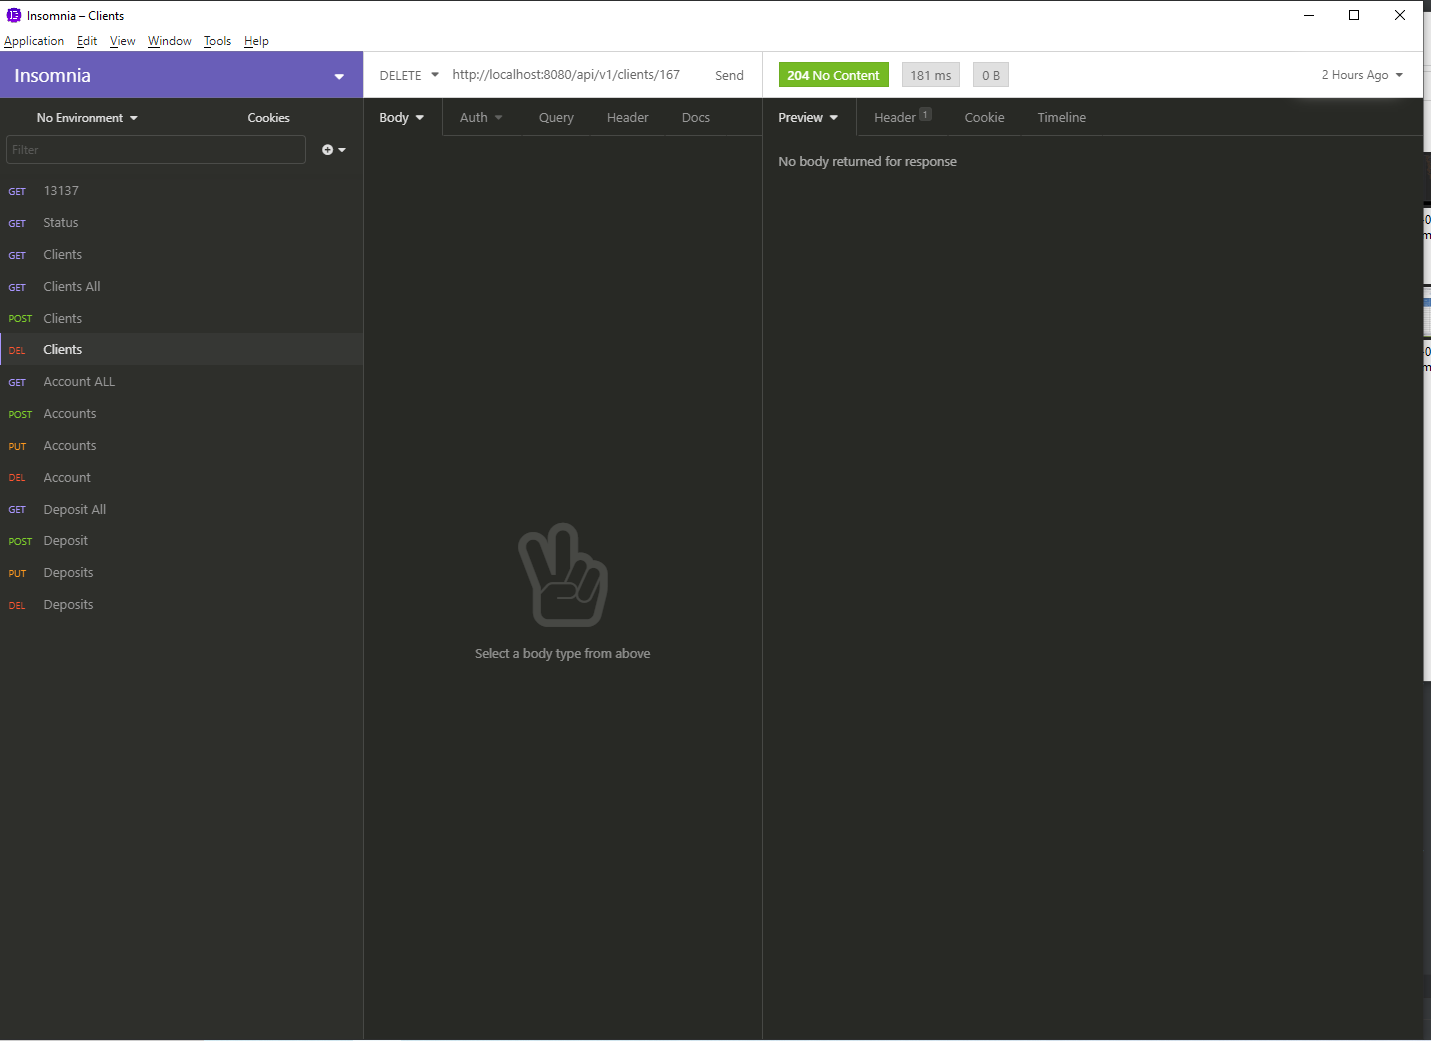 Insomnia – Clients
Application Edit View Window Tools Help
Insomnia
DELETE http://localhost:8080/api/v1/clients/167 Send
204 No Content 181 ms 0 B 2 Hours Ago
No Environment Cookies
Body Auth Query Header Docs
Preview Header 1 Cookie Timeline
Filter
No body returned for response
GET 13137
GET Status
GET Clients
GET Clients All
POST Clients
DEL Clients
GET Account ALL
POST Accounts
PUT Accounts
DEL Account
GET Deposit All
POST Deposit
PUT Deposits
DEL Deposits
Select a body type from above